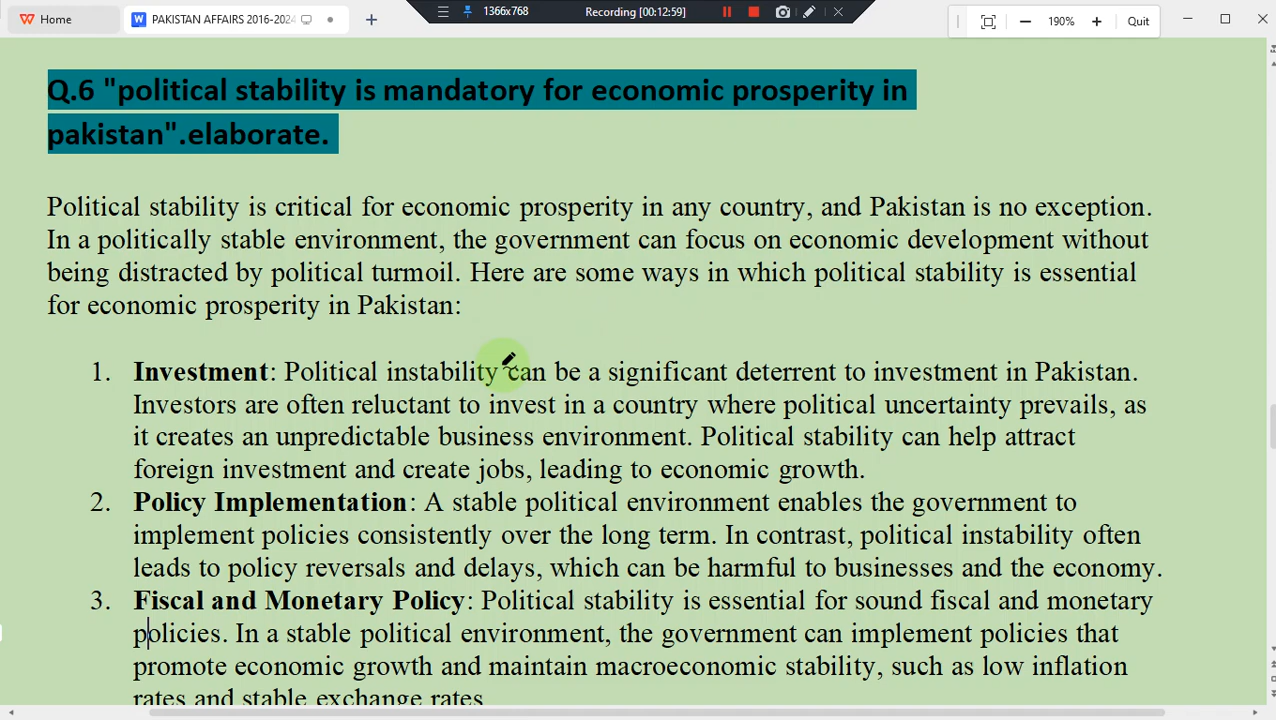 Home
PAKISTAN AFFAIRS 2016-2024
1366x768
Recording [00:12:59]
190%
Quit
Q.6 "political stability is mandatory for economic prosperity in
pakistan".elaborate.
Political stability is critical for economic prosperity in any country, and Pakistan is no exception.
In a politically stable environment, the government can focus on economic development without
being distracted by political turmoil. Here are some ways in which political stability is essential
for economic prosperity in Pakistan:
1. Investment: Political instability can be a significant deterrent to investment in Pakistan.
Investors are often reluctant to invest in a country where political uncertainty prevails, as
it creates an unpredictable business environment. Political stability can help attract
foreign investment and create jobs, leading to economic growth.
2. Policy Implementation: A stable political environment enables the government to
implement policies consistently over the long term. In contrast, political instability often
leads to policy reversals and delays, which can be harmful to businesses and the economy.
3. Fiscal and Monetary Policy: Political stability is essential for sound fiscal and monetary
policies. In a stable political environment, the government can implement policies that
promote economic growth and maintain macroeconomic stability, such as low inflation
rates and stable exchange rates.